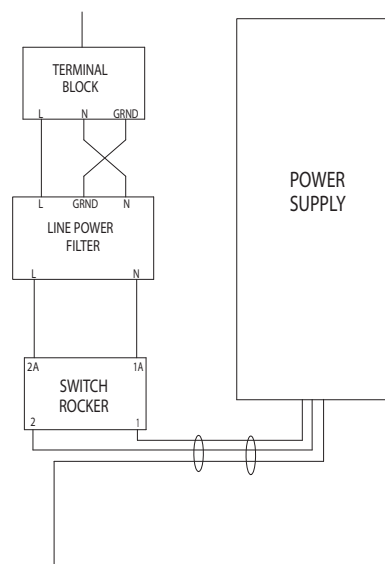 TERMINAL
BLOCK
L N GRND
L GRND N
LINE POWER
FILTER
L N
2A 1A
SWITCH
ROCKER
2 1
POWER
SUPPLY